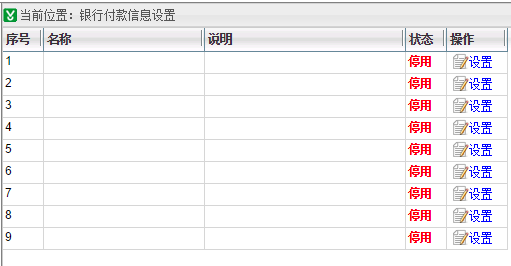 当前位置：银行付款信息设置
序号 名称 说明 状态 操作
1 停用 设置
2 停用 设置
3 停用 设置
4 停用 设置
5 停用 设置
6 停用 设置
7 停用 设置
8 停用 设置
9 停用 设置